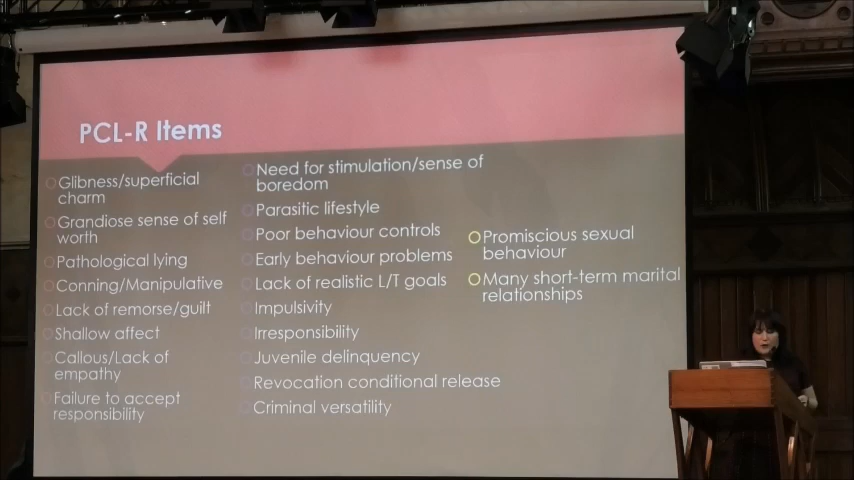 PCL-R Items
Glibness/superficial
charm
Grandiose sense of self
worth
Pathological lying
Conning/Manipulative
Lack of remorse/guilt
Shallow affect
Callous/Lack of
empathy
Failure to accept
responsibility
Need for stimulation/sense of
boredom
Parasitic lifestyle
Poor behaviour controls
Early behaviour problems
Lack of realistic L/T goals
Impulsivity
Irresponsibility
Juvenile delinquency
Revocation conditional release
Criminal versatility
Promiscious sexual
behaviour
Many short-term marital
relationships